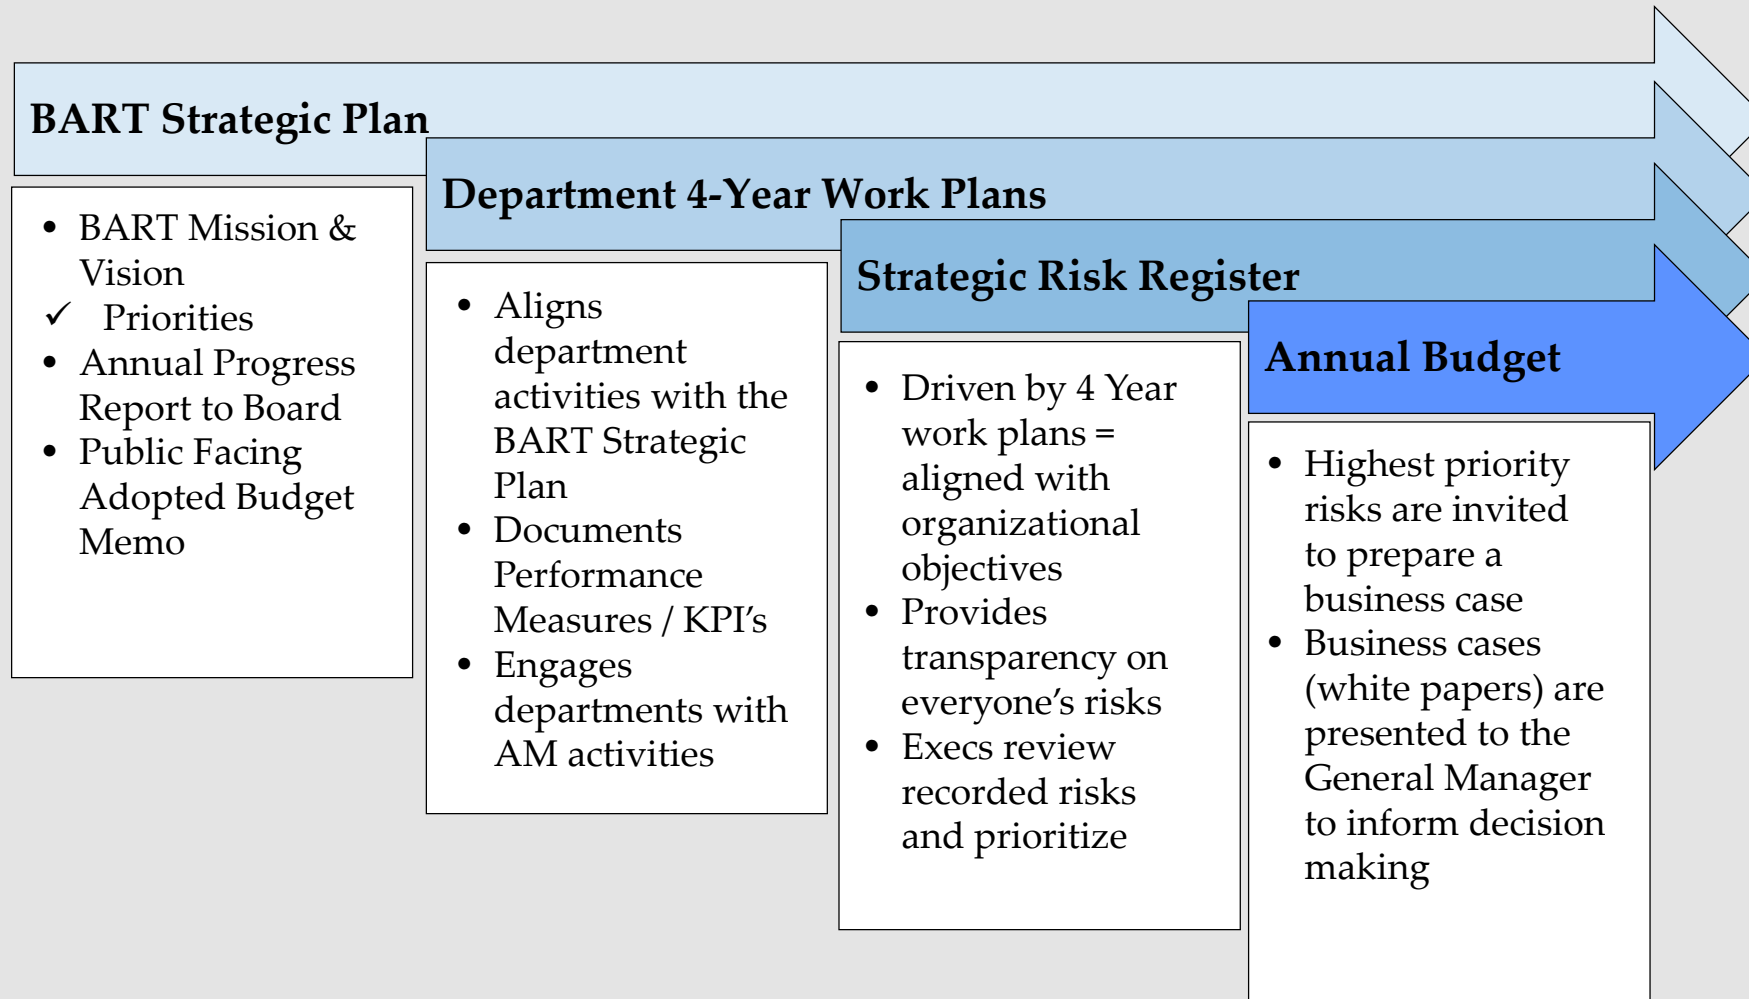 BART Strategic Plan
• BART Mission &
Vision
✓ Priorities
• Annual Progress
Report to Board
• Public Facing
Adopted Budget
Memo
Department 4-Year Work Plans
• Aligns
department
activities with the
BART Strategic
Plan
• Documents
Performance
Measures / KPI’s
• Engages
departments with
AM activities
Strategic Risk Register
• Driven by 4 Year
work plans =
aligned with
organizational
objectives
• Provides
transparency on
everyone’s risks
• Execs review
recorded risks
and prioritize
Annual Budget
• Highest priority
risks are invited
to prepare a
business case
• Business cases
(white papers) are
presented to the
General Manager
to inform decision
making